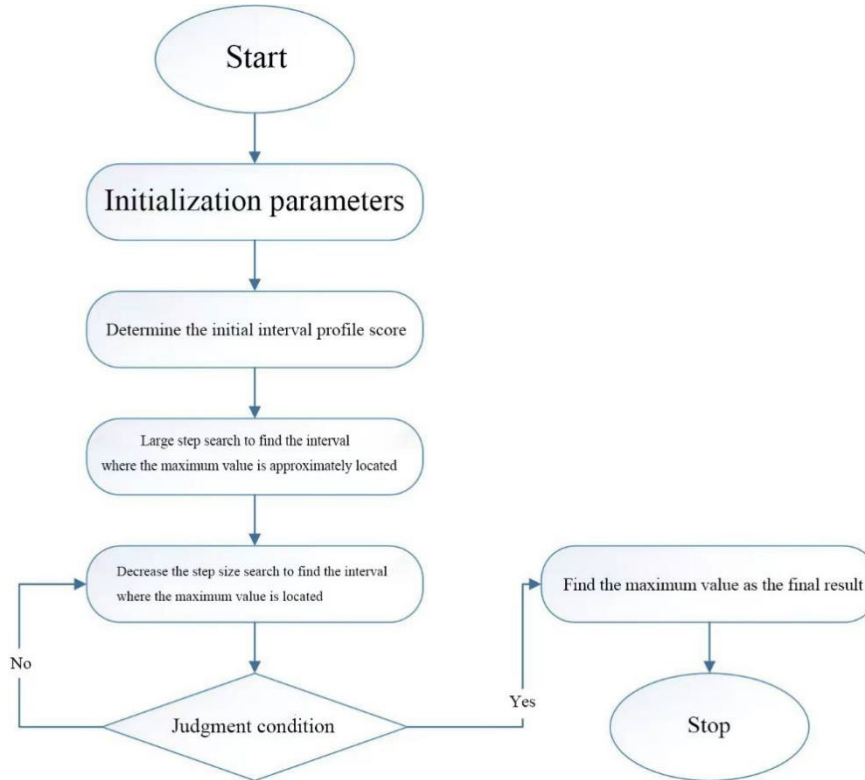 Start
Initialization parameters
Determine the initial interval profile score
Large step search to find the interval
where the maximum value is approximately located
Decrease the step size search to find the interval
where the maximum value is located
Find the maximum value as the final result
No
Yes
Judgment condition
Stop